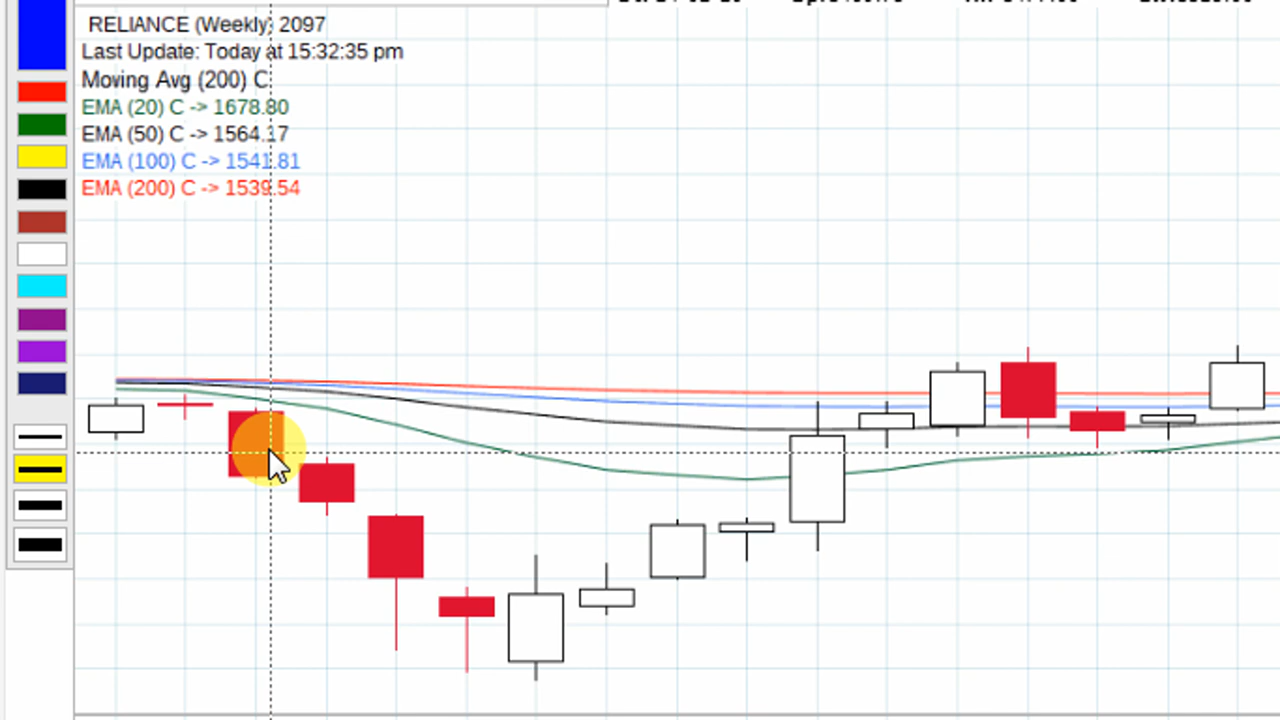 RELIANCE (Weekly) 2097
Last Update: Today at 15:32:35 pm
Moving Avg (200) C
EMA (20) C -> 1678.80
EMA (50) C -> 1564.17
EMA (100) C -> 1541.81
EMA (200) C -> 1539.54